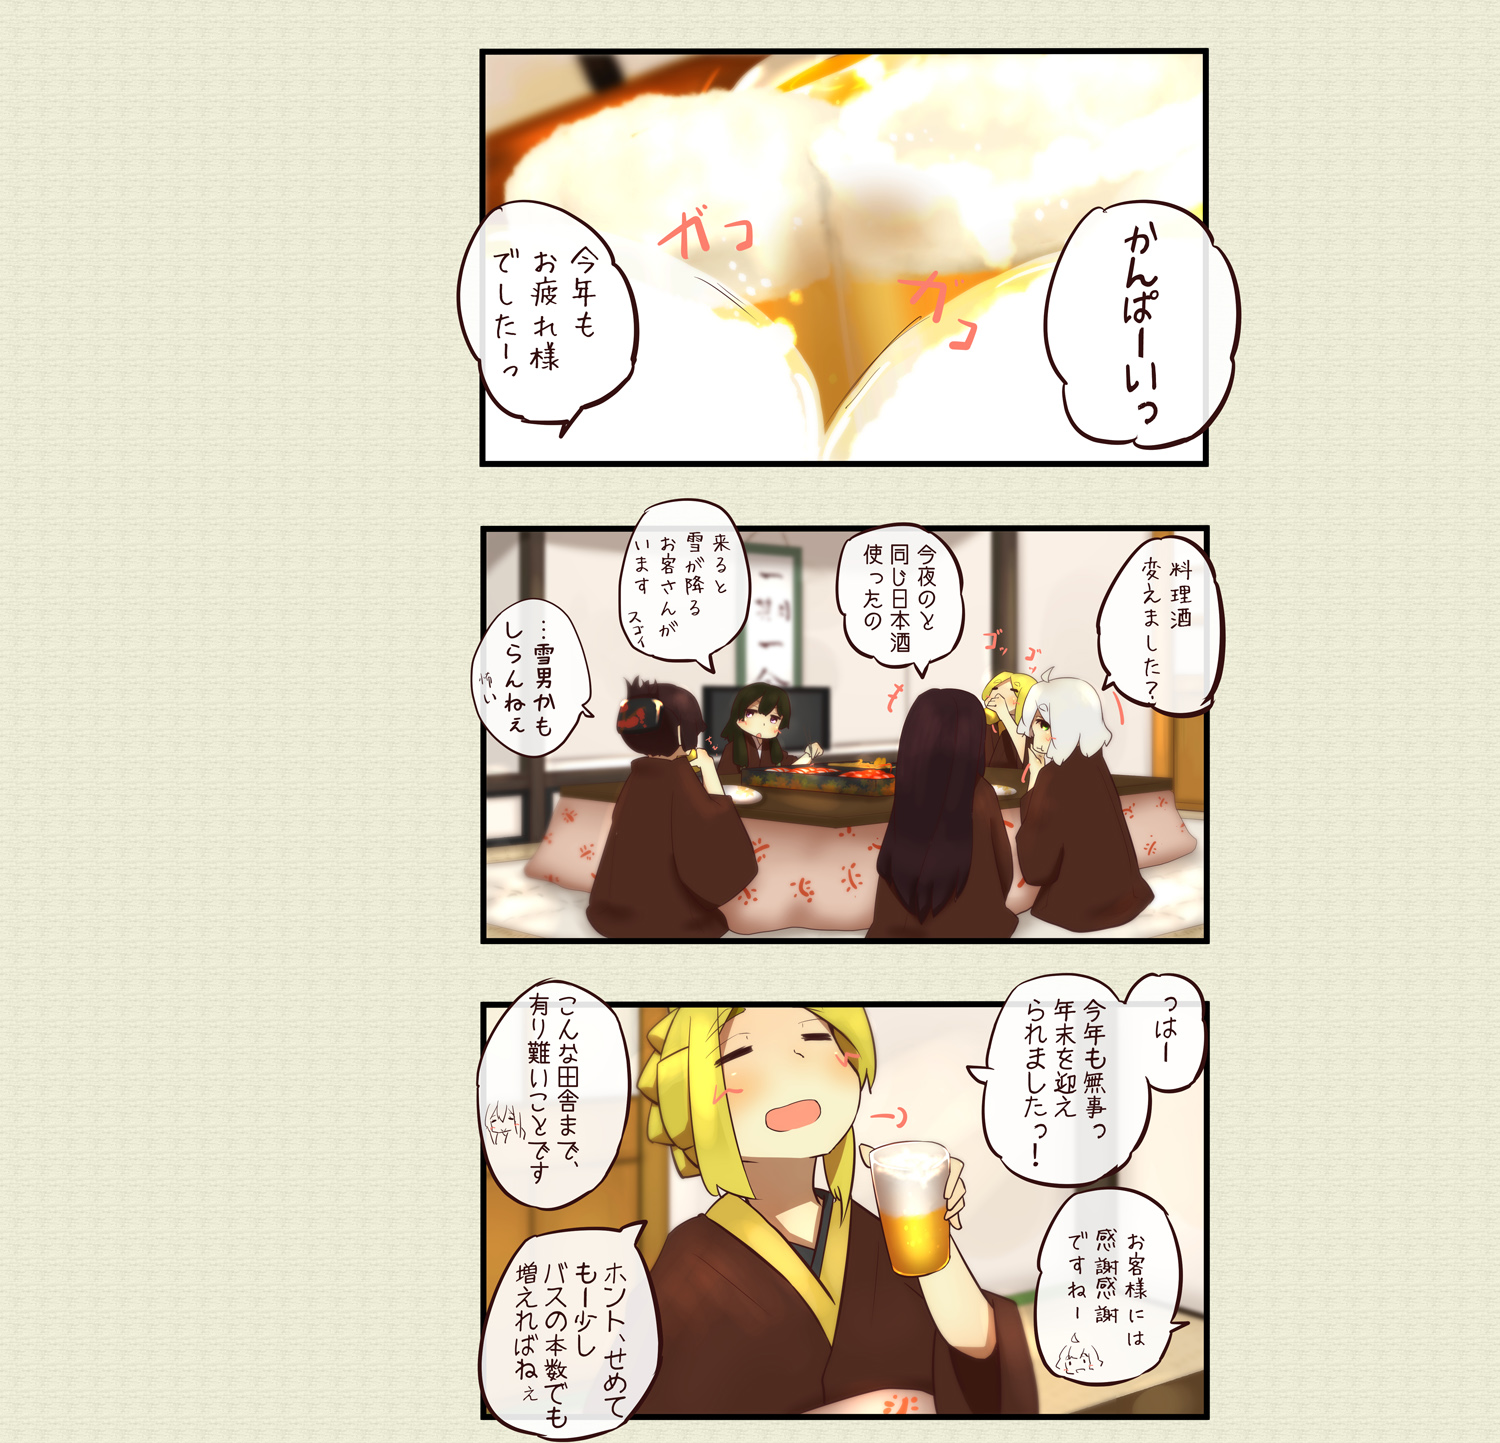 かんぱーいっ
ガコ
ガコ
今年も
お疲れ様
でしたーっ
料理酒
変えました?
ゴッ
ゴッ
今夜のと
同じ日本酒
使ったの
来ると
雪が降る
お客さんが
います
スゴイ
…雪男かも
しらんねぇ
怖い
っはー
今年も無事っ
年末を迎え
られましたっ!
お客様には
感謝感謝
ですねー
こんな田舎まで、
有り難いことです
ホント、せめて
もー少し
バスの本数でも
増えればねぇ